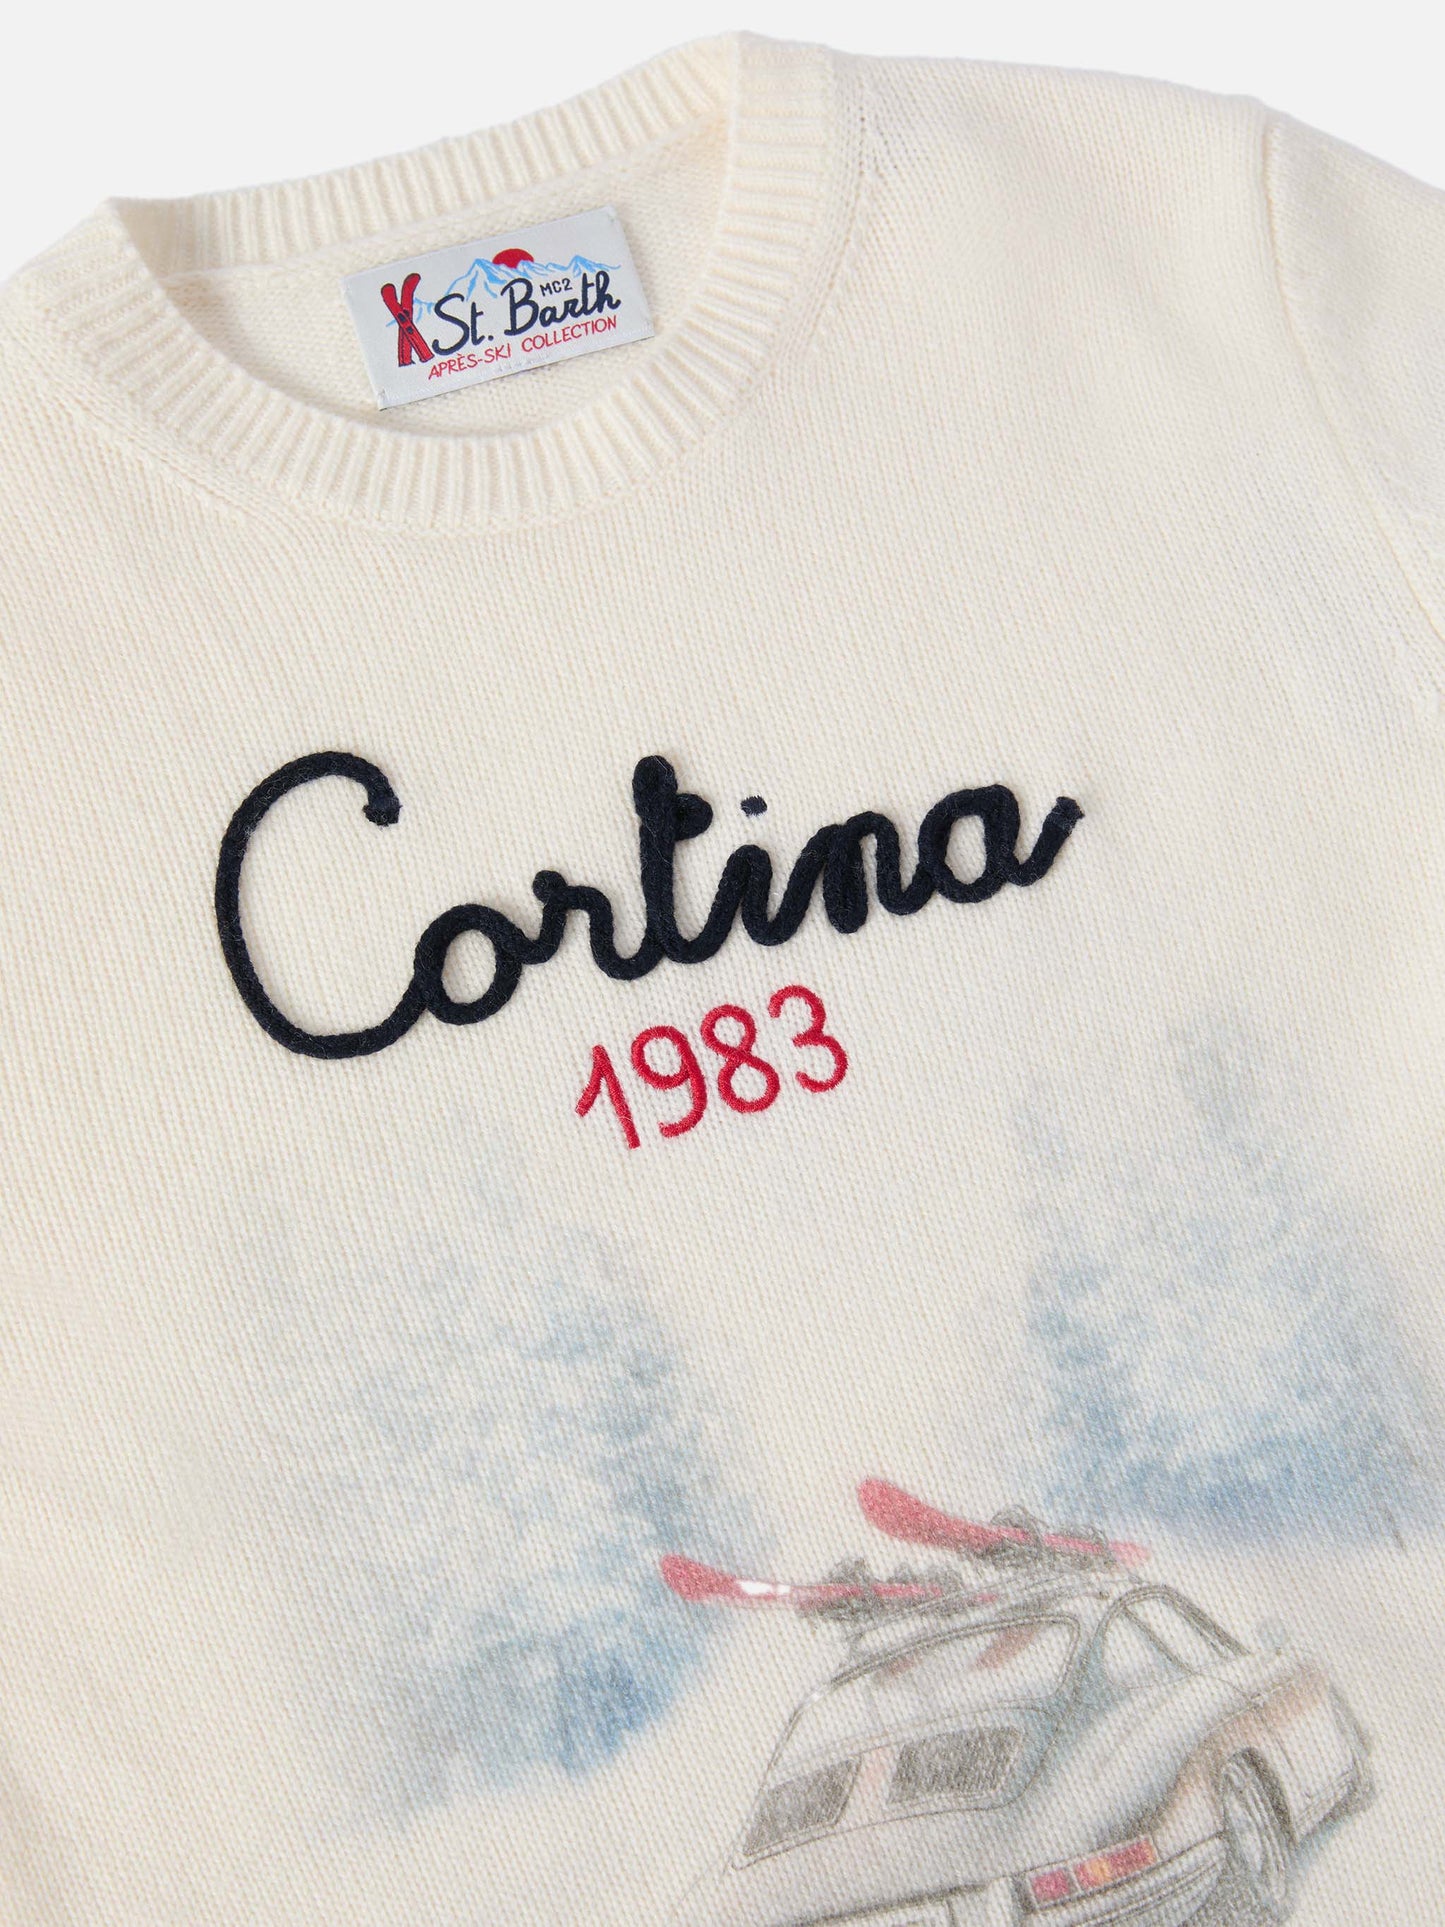 MC2
St. Barth
APRÈS-SKI COLLECTION
Cortina
1983